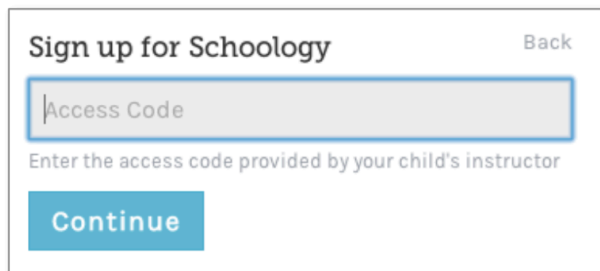 Sign up for Schoology Back
Access Code
Enter the access code provided by your child's instructor
Continue